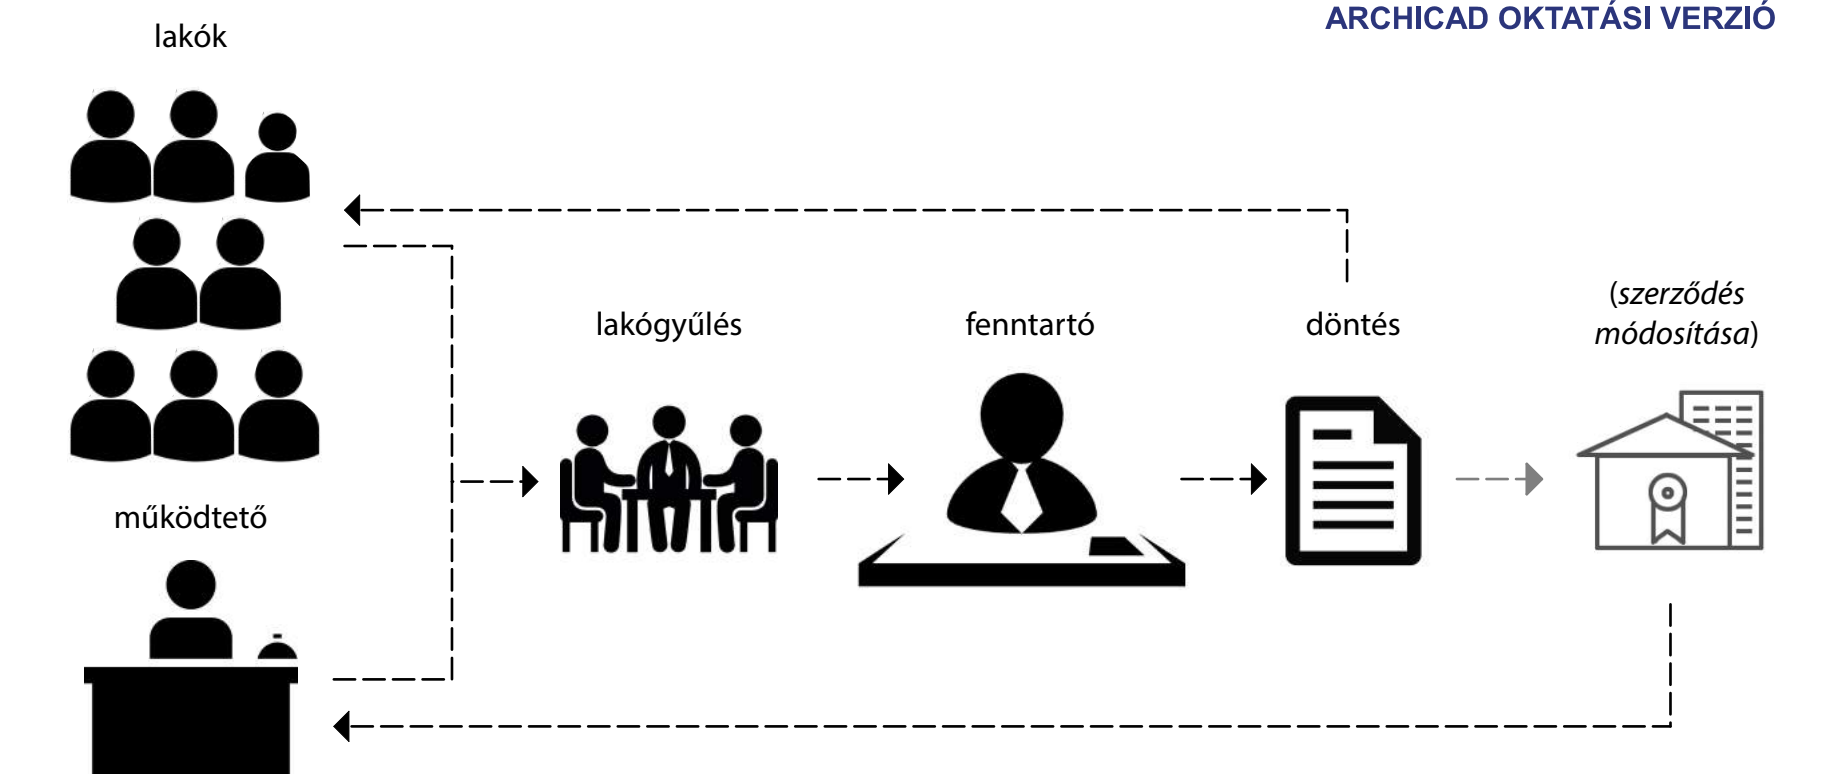 ARCHICAD OKTATÁSI VERZIÓ
lakók
lakógyűlés
fenntartó
döntés
(szerződés
módosítása)
működtető